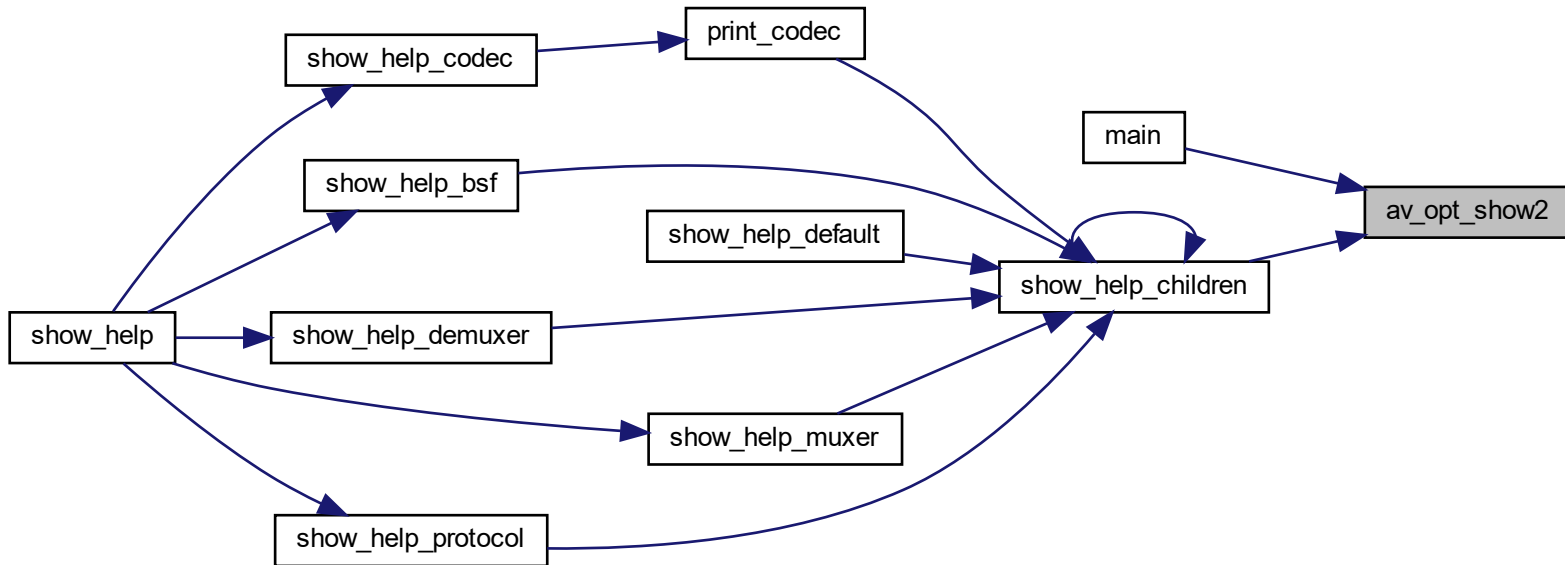 print_codec
show_help_codec
main
show_help_bsf
av_opt_show2
show_help_default
show_help_children
show_help
show_help_demuxer
show_help_muxer
show_help_protocol